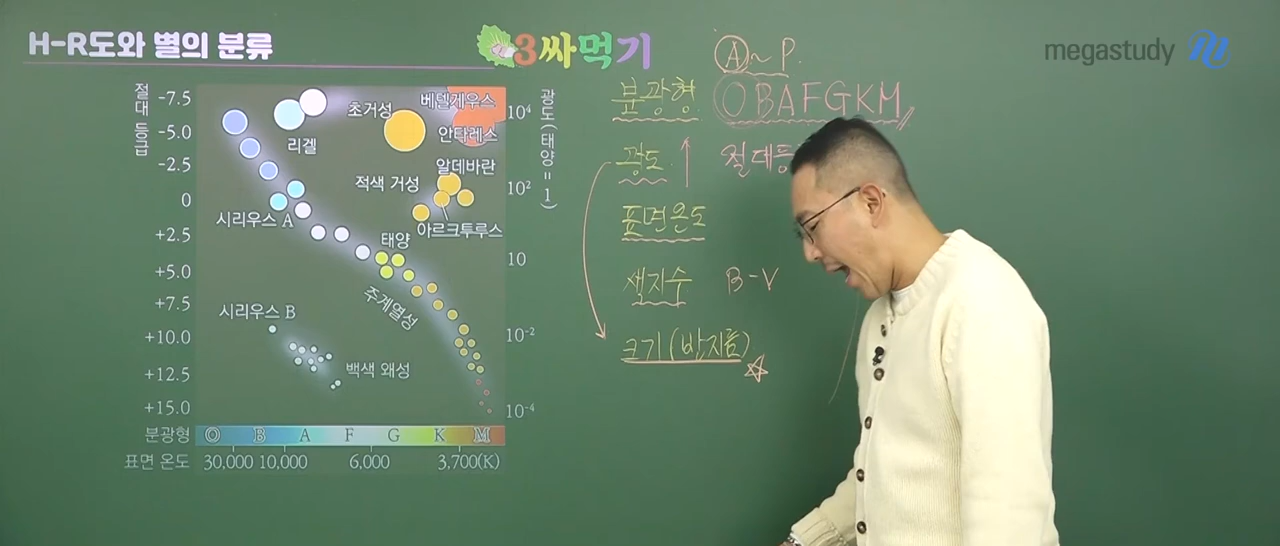 H-R도와 별의 분류
3싸먹기
megastudy
절대 등급
-7.5
-5.0
-2.5
0
+2.5
+5.0
+7.5
+10.0
+12.5
+15.0
초거성
베텔게우스
안타레스
리겔
알데바란
적색 거성
아르크투루스
시리우스 A
태양
주계열성
시리우스 B
백색 왜성
광도(태양=1)
10⁴
10²
10
10⁻²
10⁻⁴
분광형 O B A F G K M
표면 온도 30,000 10,000 6,000 3,700(K)
A~P.
분광형 OBAFGKM
광도 ↑ 절대등
표면온도
색지수 B-V
크기(반지름)